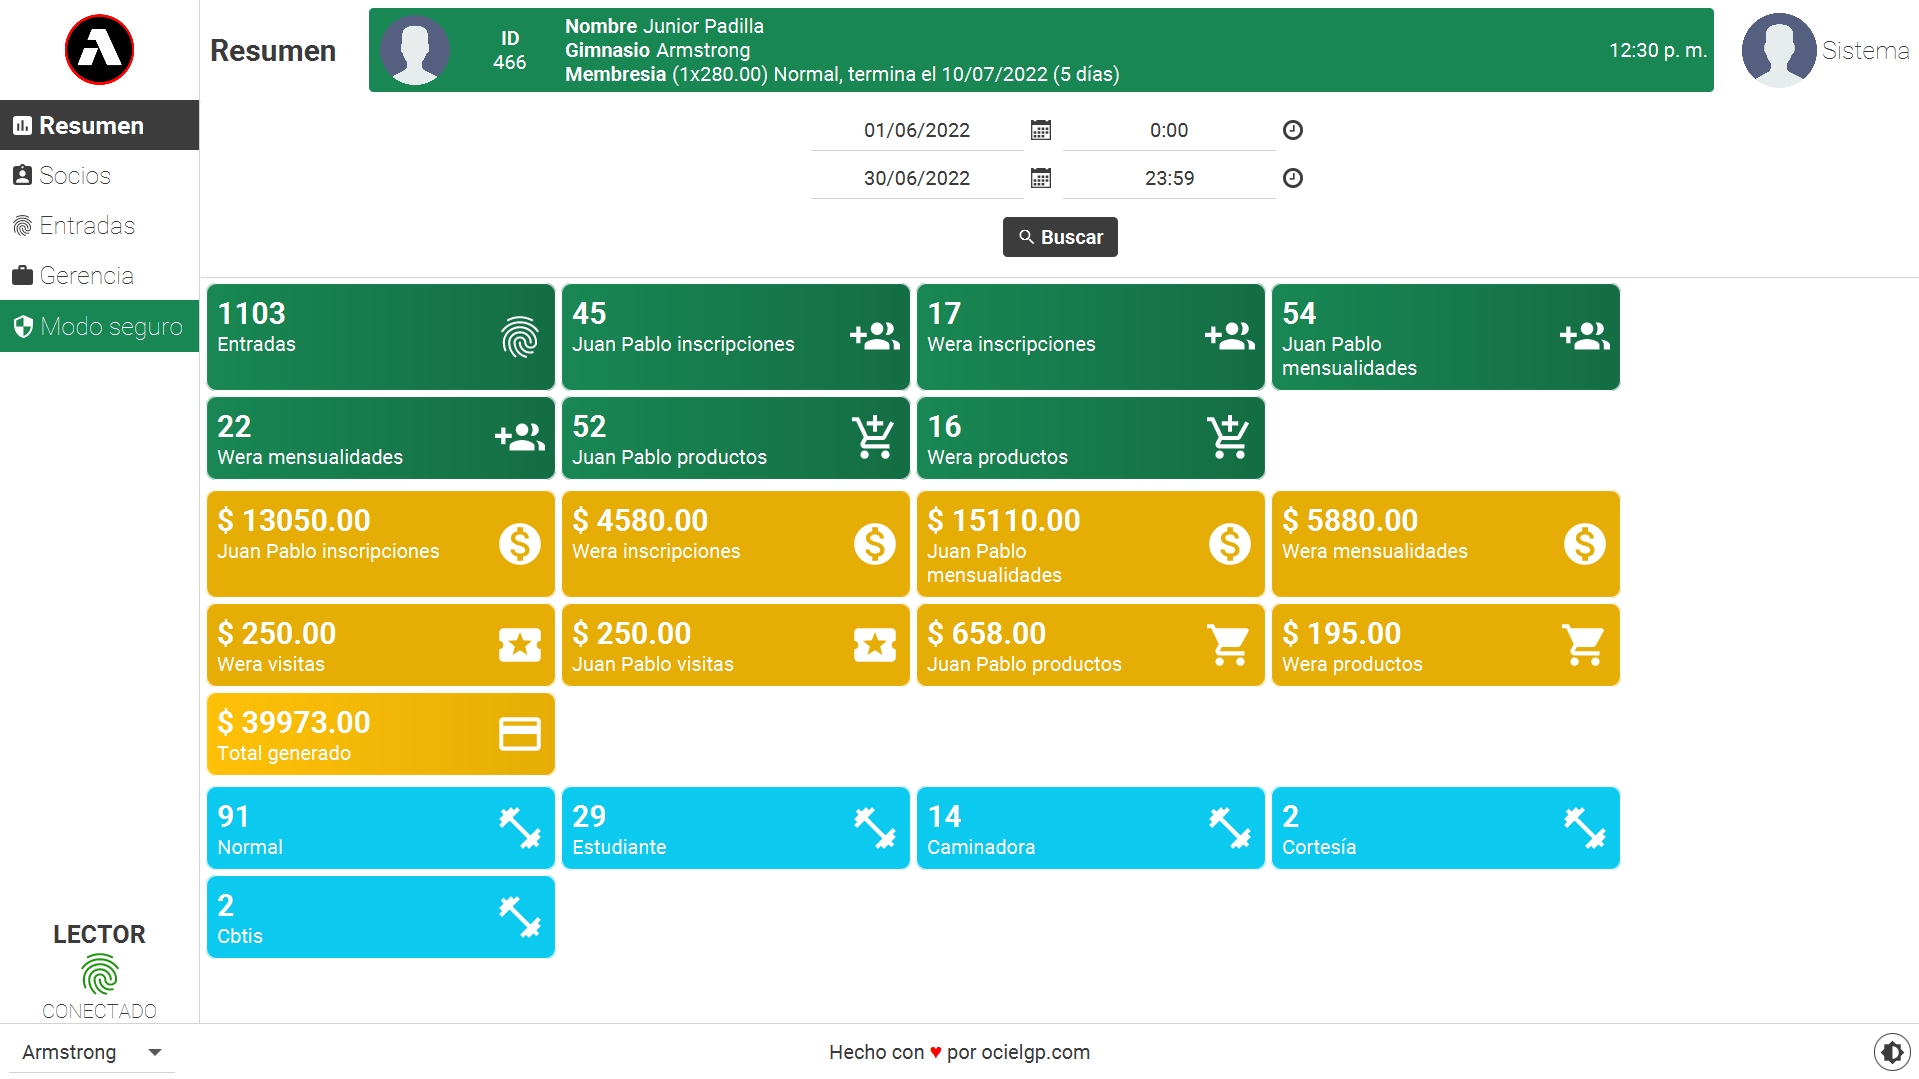 Resumen
ID
466
Nombre Junior Padilla
Gimnasio Armstrong
Membresia (1x280.00) Normal, termina el 10/07/2022 (5 días)
12:30 p. m.
Sistema
Resumen
Socios
Entradas
Gerencia
Modo seguro
01/06/2022
0:00
30/06/2022
23:59
Buscar
1103
Entradas
45
Juan Pablo inscripciones
17
Wera inscripciones
54
Juan Pablo
mensualidades
22
Wera mensualidades
52
Juan Pablo productos
16
Wera productos
$ 13050.00
Juan Pablo inscripciones
$ 4580.00
Wera inscripciones
$ 15110.00
Juan Pablo
mensualidades
$ 5880.00
Wera mensualidades
$ 250.00
Wera visitas
$ 250.00
Juan Pablo visitas
$ 658.00
Juan Pablo productos
$ 195.00
Wera productos
$ 39973.00
Total generado
91
Normal
29
Estudiante
14
Caminadora
2
Cortesía
2
Cbtis
LECTOR
CONECTADO
Armstrong
Hecho con ♥ por ocielgp.com